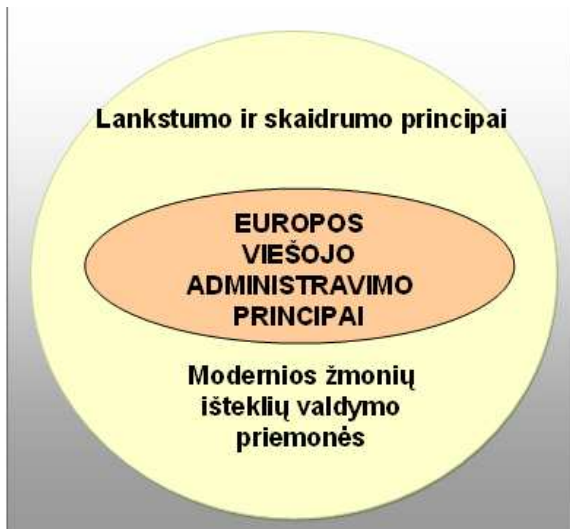 Lankstumo ir skaidrumo principai
EUROPOS
VIEŠOJO
ADMINISTRAVIMO
PRINCIPAI
Modernios žmonių
išteklių valdymo
priemonės